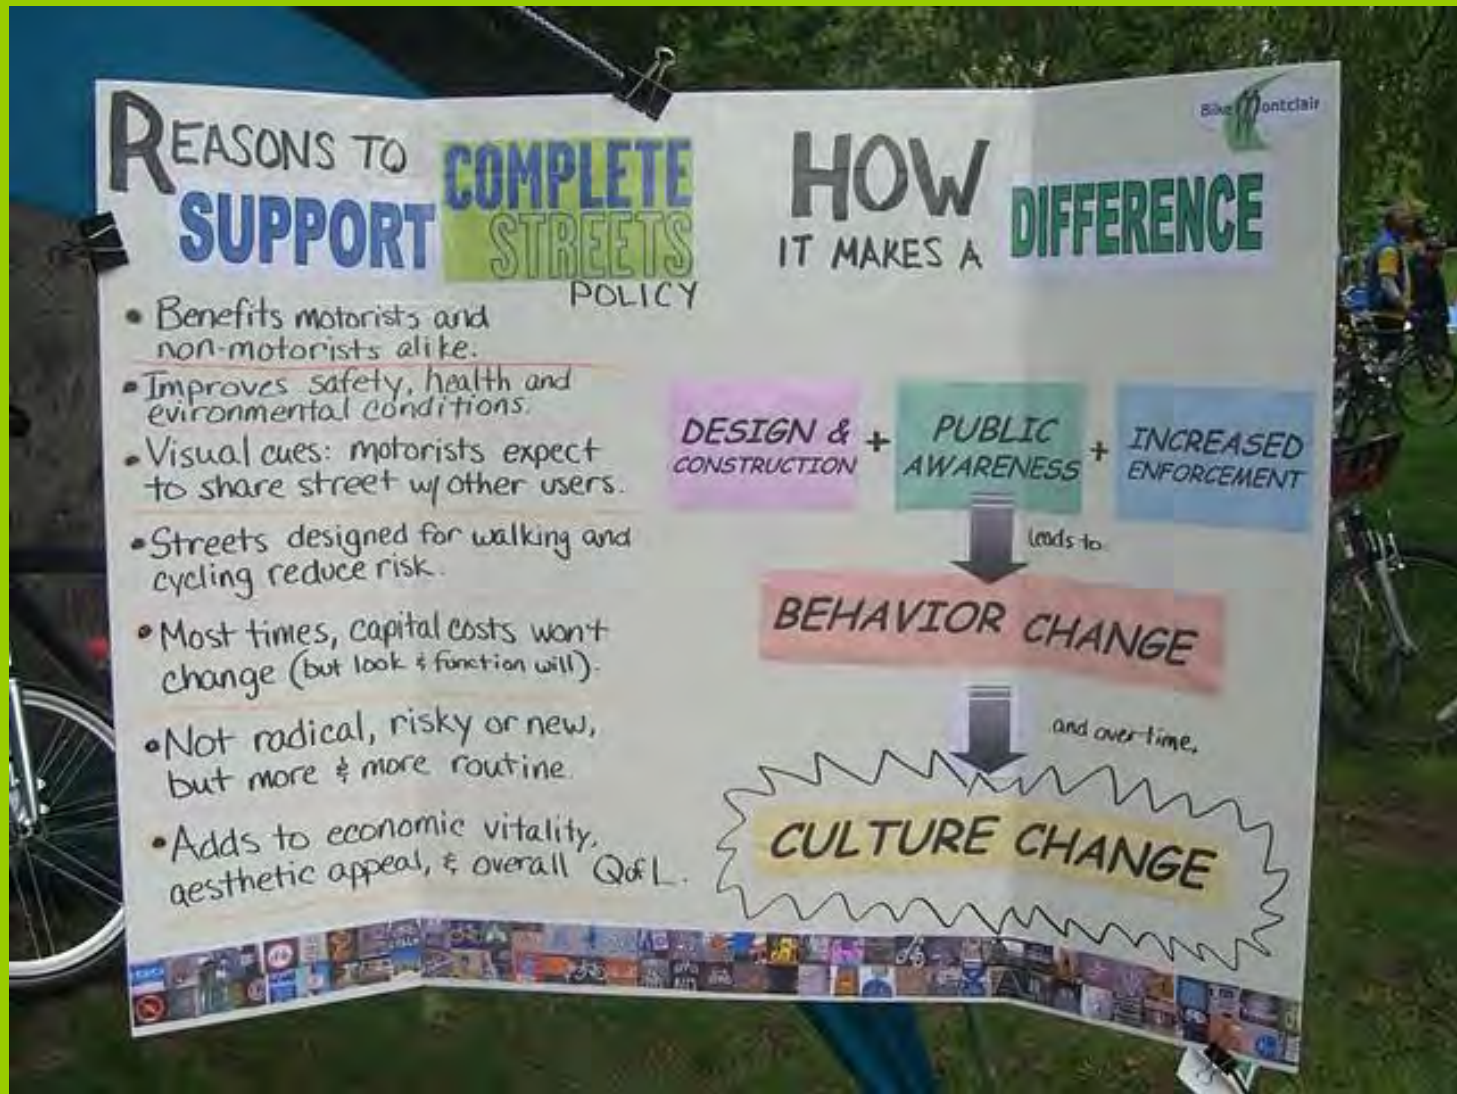 REASONS TO
SUPPORT
COMPLETE
STREETS
POLICY
• Benefits motorists and
non-motorists alike.
• Improves safety, health and
evironmental conditions.
• Visual cues: motorists expect
to share street w/ other users.
• Streets designed for walking and
cycling reduce risk.
• Most times, capital costs won't
change (but look & function will).
• Not radical, risky or new,
but more & more routine.
• Adds to economic vitality,
aesthetic appeal, & overall QofL.
Bike Montclair
HOW
IT MAKES A
DIFFERENCE
DESIGN &
CONSTRUCTION
+
PUBLIC
AWARENESS
+
INCREASED
ENFORCEMENT
leads to
BEHAVIOR CHANGE
and over time,
CULTURE CHANGE